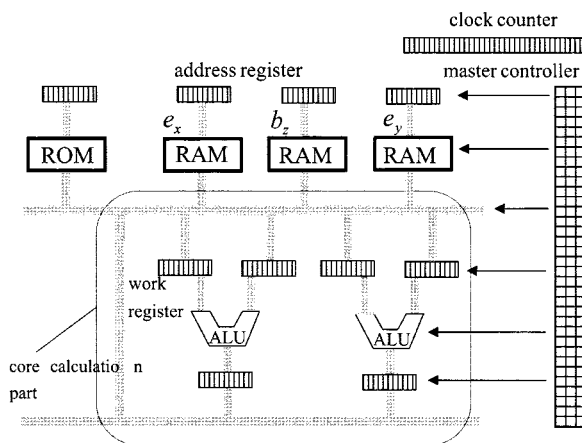 clock counter
address register
master controller
e_x
b_z
e_y
ROM
RAM
RAM
RAM
work
register
ALU
ALU
core calculatio n
part